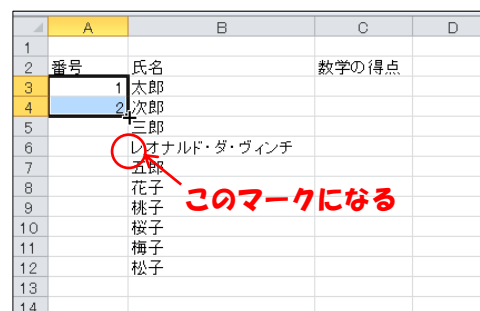 A B C D
1
2 番号 氏名 数学の得点
3 1 太郎
4 2 次郎
5 三郎
6 レオナルド・ダ・ヴィンチ
7 五郎
8 花子
9 桃子
10 桜子
11 梅子
12 松子
13
14
このマークになる